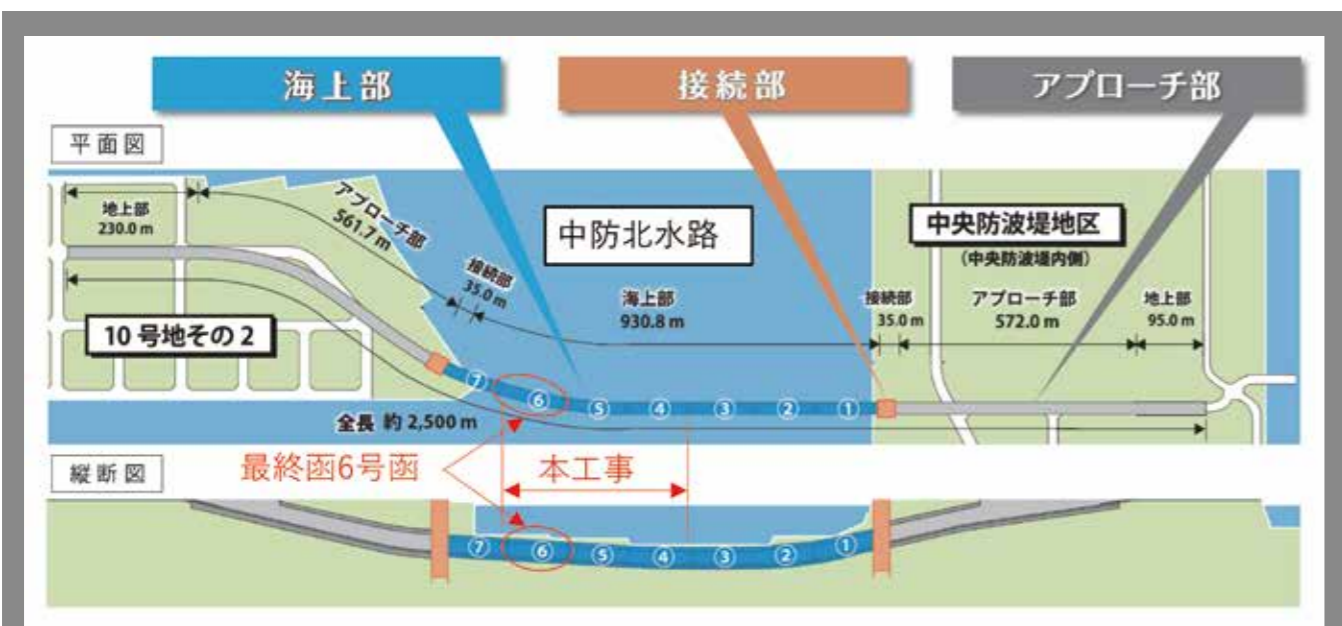 海上部
接続部
アプローチ部
平面図
地上部
230.0 m
アプローチ部
561.7 m
接続部
35.0 m
中防北水路
海上部
930.8 m
中央防波堤地区
(中央防波堤内側)
接続部
35.0 m
アプローチ部
572.0 m
地上部
95.0 m
10号地その2
⑦ ⑥ ⑤ ④ ③ ② ①
全長 約 2,500 m
最終函6号函
本工事
縦断図
⑦ ⑥ ⑤ ④ ③ ② ①